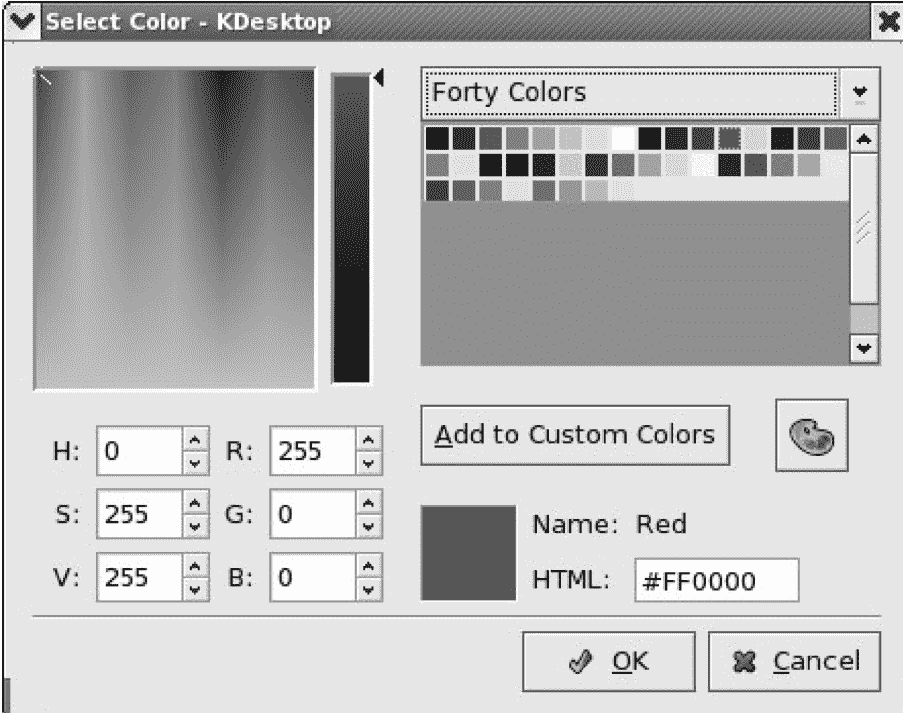 Select Color - KDesktop
Forty Colors
Add to Custom Colors
H: 0 R: 255
S: 255 G: 0
V: 255 B: 0
Name: Red
HTML: #FF0000
OK Cancel